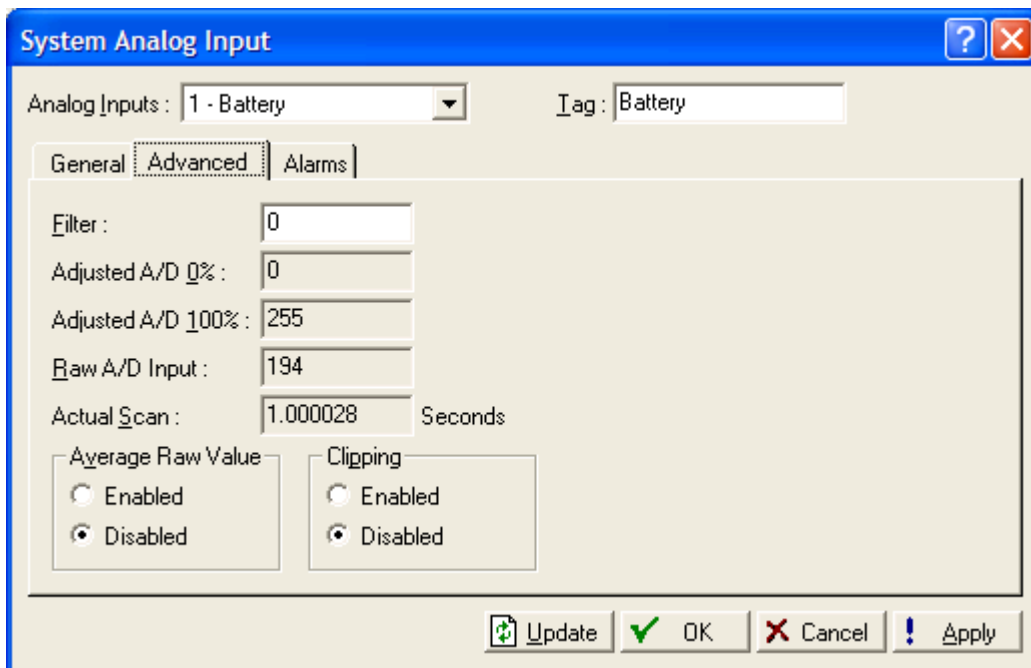 System Analog Input
Analog Inputs : 1 - Battery Tag : Battery
General Advanced Alarms
Filter : 0
Adjusted A/D 0% : 0
Adjusted A/D 100% : 255
Raw A/D Input : 194
Actual Scan : 1.000028 Seconds
Average Raw Value Clipping
Enabled Enabled
Disabled Disabled
Update OK Cancel Apply